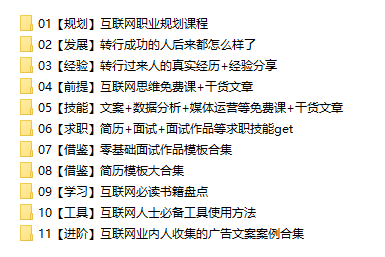 01【规划】互联网职业规划课程
02【发展】转行成功的人后来都怎么样了
03【经验】转行过来人的真实经历+经验分享
04【前提】互联网思维免费课+干货文章
05【技能】文案+数据分析+媒体运营等免费课+干货文章
06【求职】简历+面试+面试作品等求职技能get
07【借鉴】零基础面试作品模板合集
08【借鉴】简历模板大合集
09【学习】互联网必读书籍盘点
10【工具】互联网人士必备工具使用方法
11【进阶】互联网业内人收集的广告文案案例合集